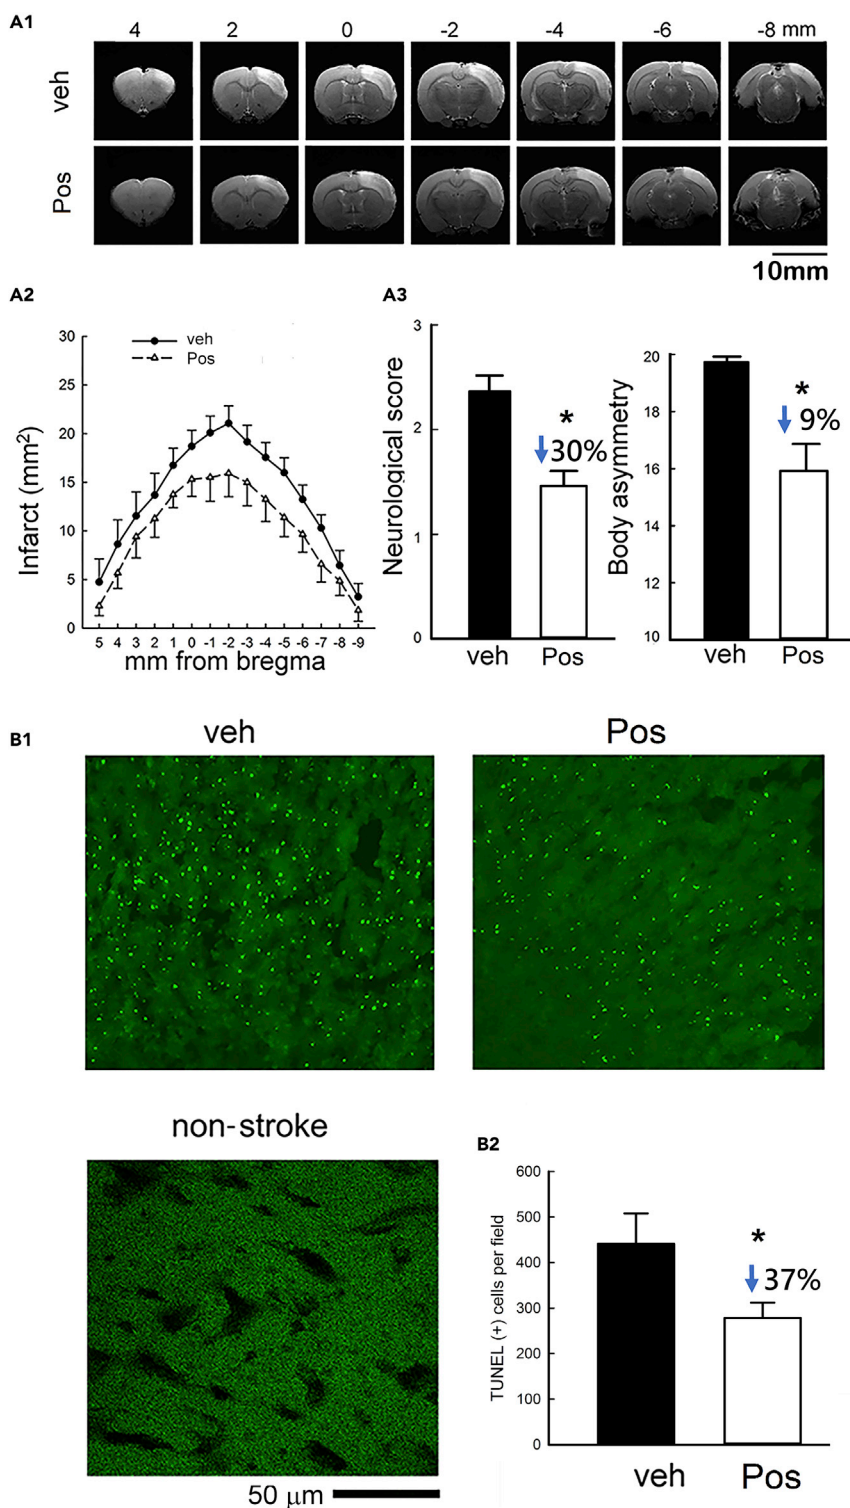 A1
4 2 0 -2 -4 -6 -8 mm
veh
Pos
10mm
A2
30
25
20
15
10
5
0
Infarct (mm²)
veh
Pos
5 4 3 2 1 0 -1 -2 -3 -4 -5 -6 -7 -8 -9
mm from bregma
A3
3
2
1
0
Neurological score
*
30%
veh Pos
20
18
16
14
12
10
Body asymmetry
*
9%
veh Pos
B1
veh
Pos
non-stroke
50 μm
B2
600
500
400
300
200
100
0
TUNEL (+) cells per field
*
37%
veh Pos